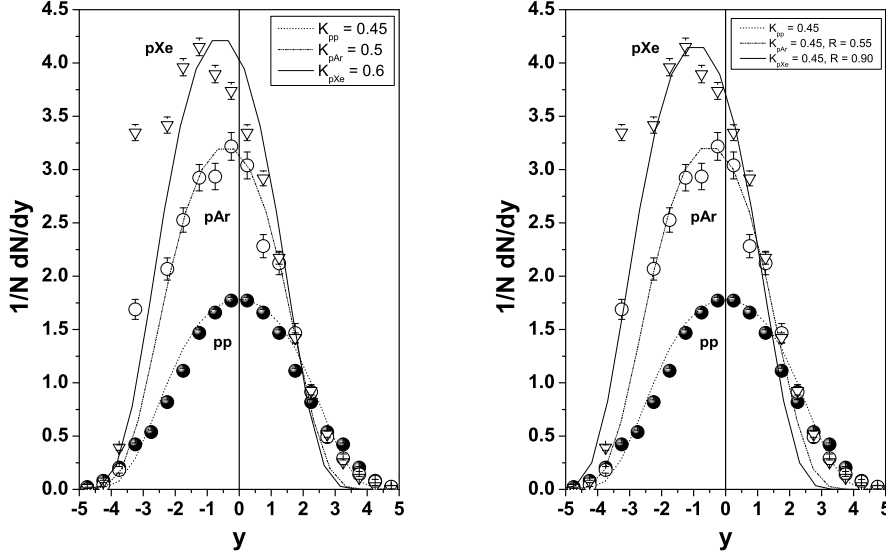 1/N dN/dy
4.5
4.0
3.5
3.0
2.5
2.0
1.5
1.0
0.5
0.0
pXe
pAr
pp
K_pp = 0.45
K_pAr = 0.5
K_pXe = 0.6
-5 -4 -3 -2 -1 0 1 2 3 4 5
y
1/N dN/dy
4.5
4.0
3.5
3.0
2.5
2.0
1.5
1.0
0.5
0.0
pXe
pAr
pp
K_pp = 0.45
K_pAr = 0.45, R = 0.55
K_pXe = 0.45, R = 0.90
-5 -4 -3 -2 -1 0 1 2 3 4 5
y